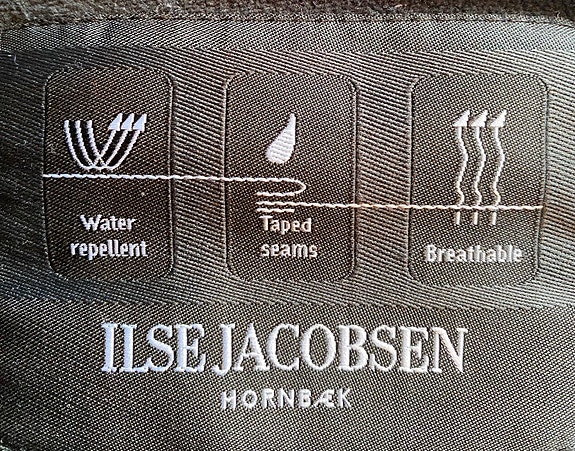 Water
repellent
Taped
seams
Breathable
ILSE JACOBSEN
HORNBÆK